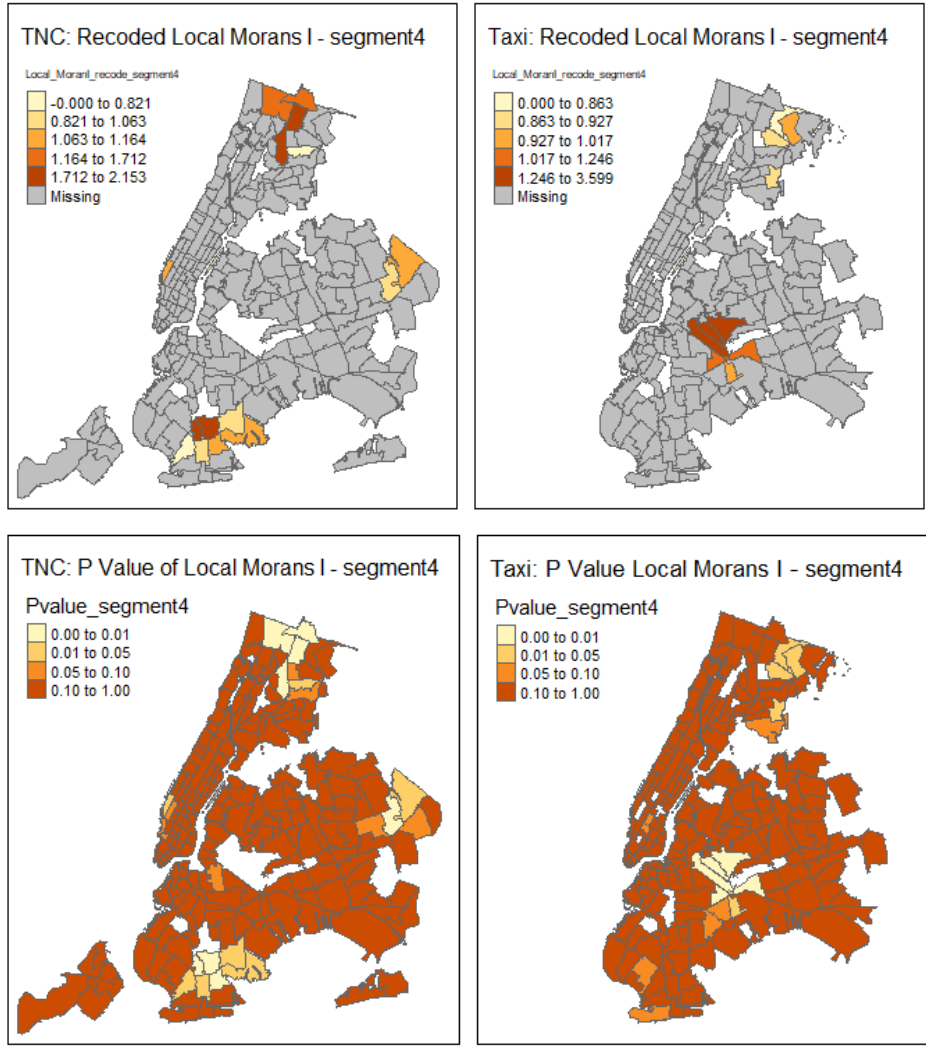 TNC: Recoded Local Morans I - segment4
Local_MoranI_recode_segment4
-0.000 to 0.821
0.821 to 1.063
1.063 to 1.164
1.164 to 1.712
1.712 to 2.153
Missing
Taxi: Recoded Local Morans I - segment4
Local_MoranI_recode_segment4
0.000 to 0.863
0.863 to 0.927
0.927 to 1.017
1.017 to 1.246
1.246 to 3.599
Missing
TNC: P Value of Local Morans I - segment4
Pvalue_segment4
0.00 to 0.01
0.01 to 0.05
0.05 to 0.10
0.10 to 1.00
Taxi: P Value Local Morans I - segment4
Pvalue_segment4
0.00 to 0.01
0.01 to 0.05
0.05 to 0.10
0.10 to 1.00